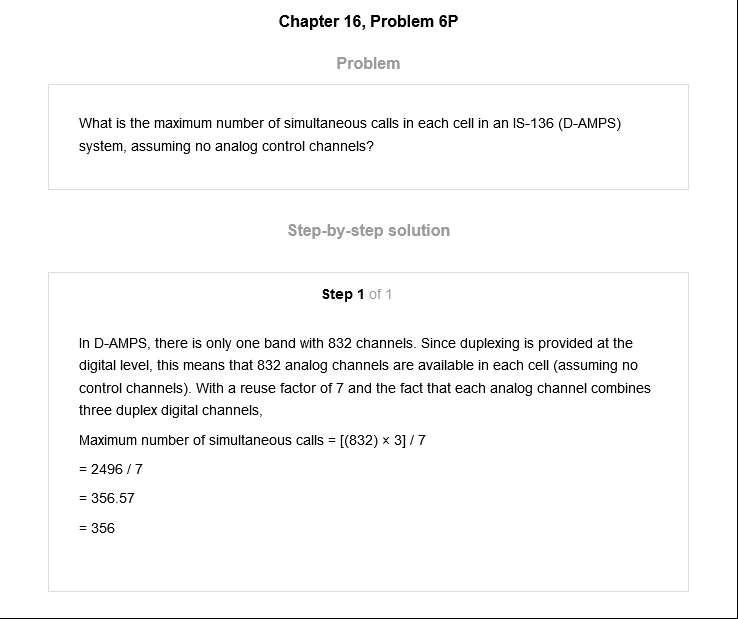 Chapter 16, Problem 6P
Problem
What is the maximum number of simultaneous calls in each cell in an IS-136 (D-AMPS)
system, assuming no analog control channels?
Step-by-step solution
Step 1 of 1
In D-AMPS, there is only one band with 832 channels. Since duplexing is provided at the
digital level, this means that 832 analog channels are available in each cell (assuming no
control channels). With a reuse factor of 7 and the fact that each analog channel combines
three duplex digital channels,
Maximum number of simultaneous calls = [(832) × 3] / 7
= 2496 / 7
= 356.57
= 356